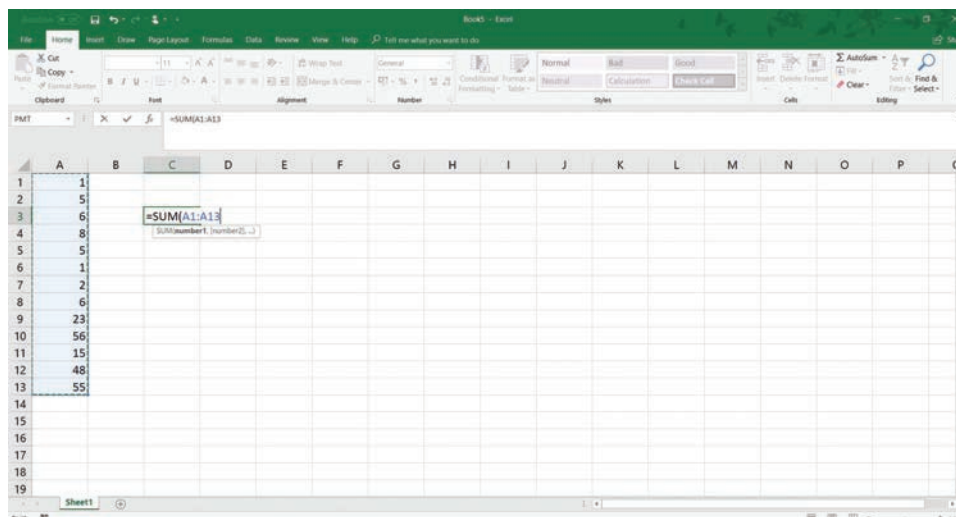 Book5 - Excel
File Home Insert Draw Page Layout Formulas Data Review View Help Tell me what you want to do
Cut
Copy
Format Painter
Clipboard
11
B I U
Font
Wrap Text
Merge & Center
Alignment
General
Number
Conditional Formatting
Format as Table
Normal Bad Good
Neutral Calculation Check Cell
Styles
Insert Delete Format
Cells
AutoSum
Fill
Clear
Sort & Filter
Find & Select
Editing
PMT fx =SUM(A1:A13
A B C D E F G H I J K L M N O P
1 1
2 5
3 6 =SUM(A1:A13
4 8 SUM(number1, [number2], ...)
5 5
6 1
7 2
8 6
9 23
10 56
11 15
12 48
13 55
14
15
16
17
18
19
Sheet1